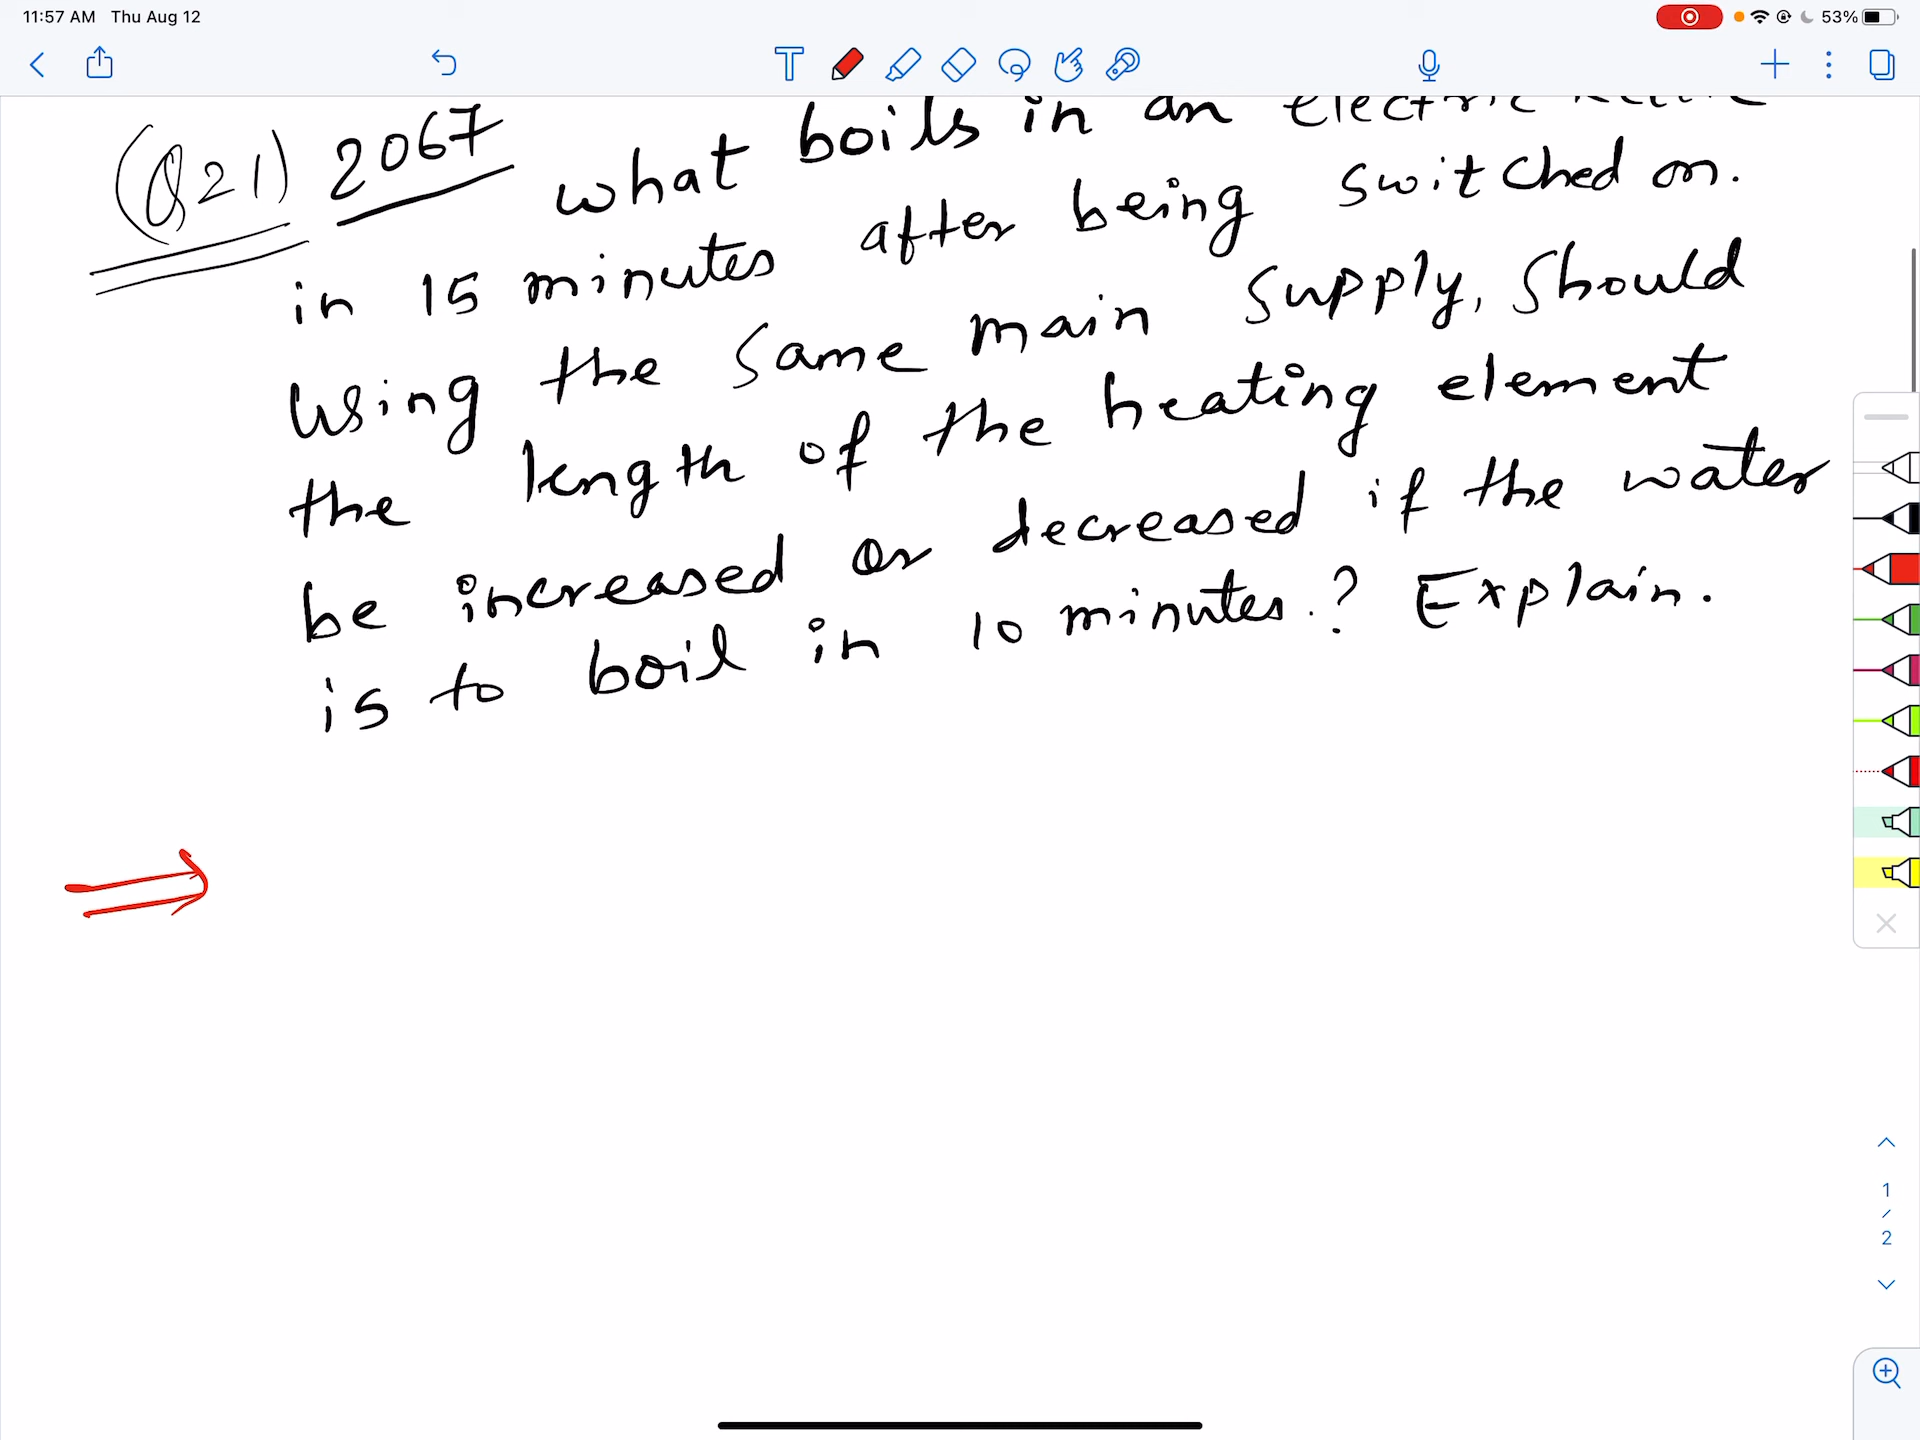 11:57 AM Thu Aug 12
53%
(Q21) 2067 what boils in an electric
in 15 minutes after being switched on.
Using the same main supply, should
the length of the heating element
be increased or decreased if the water
is to boil in 10 minutes.? Explain.
1
/
2